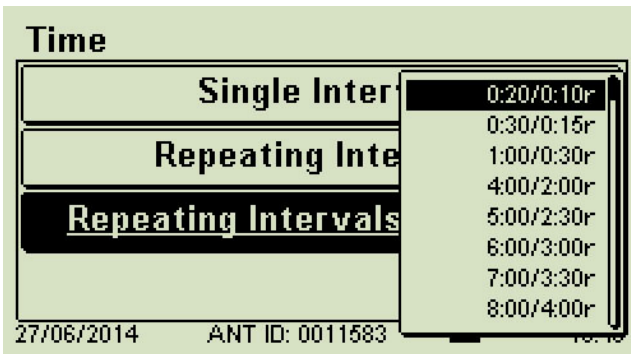 Time
Single Inter
Repeating Inte
Repeating Intervals
0:20/0:10r
0:30/0:15r
1:00/0:30r
4:00/2:00r
5:00/2:30r
6:00/3:00r
7:00/3:30r
8:00/4:00r
27/06/2014 ANT ID: 0011583